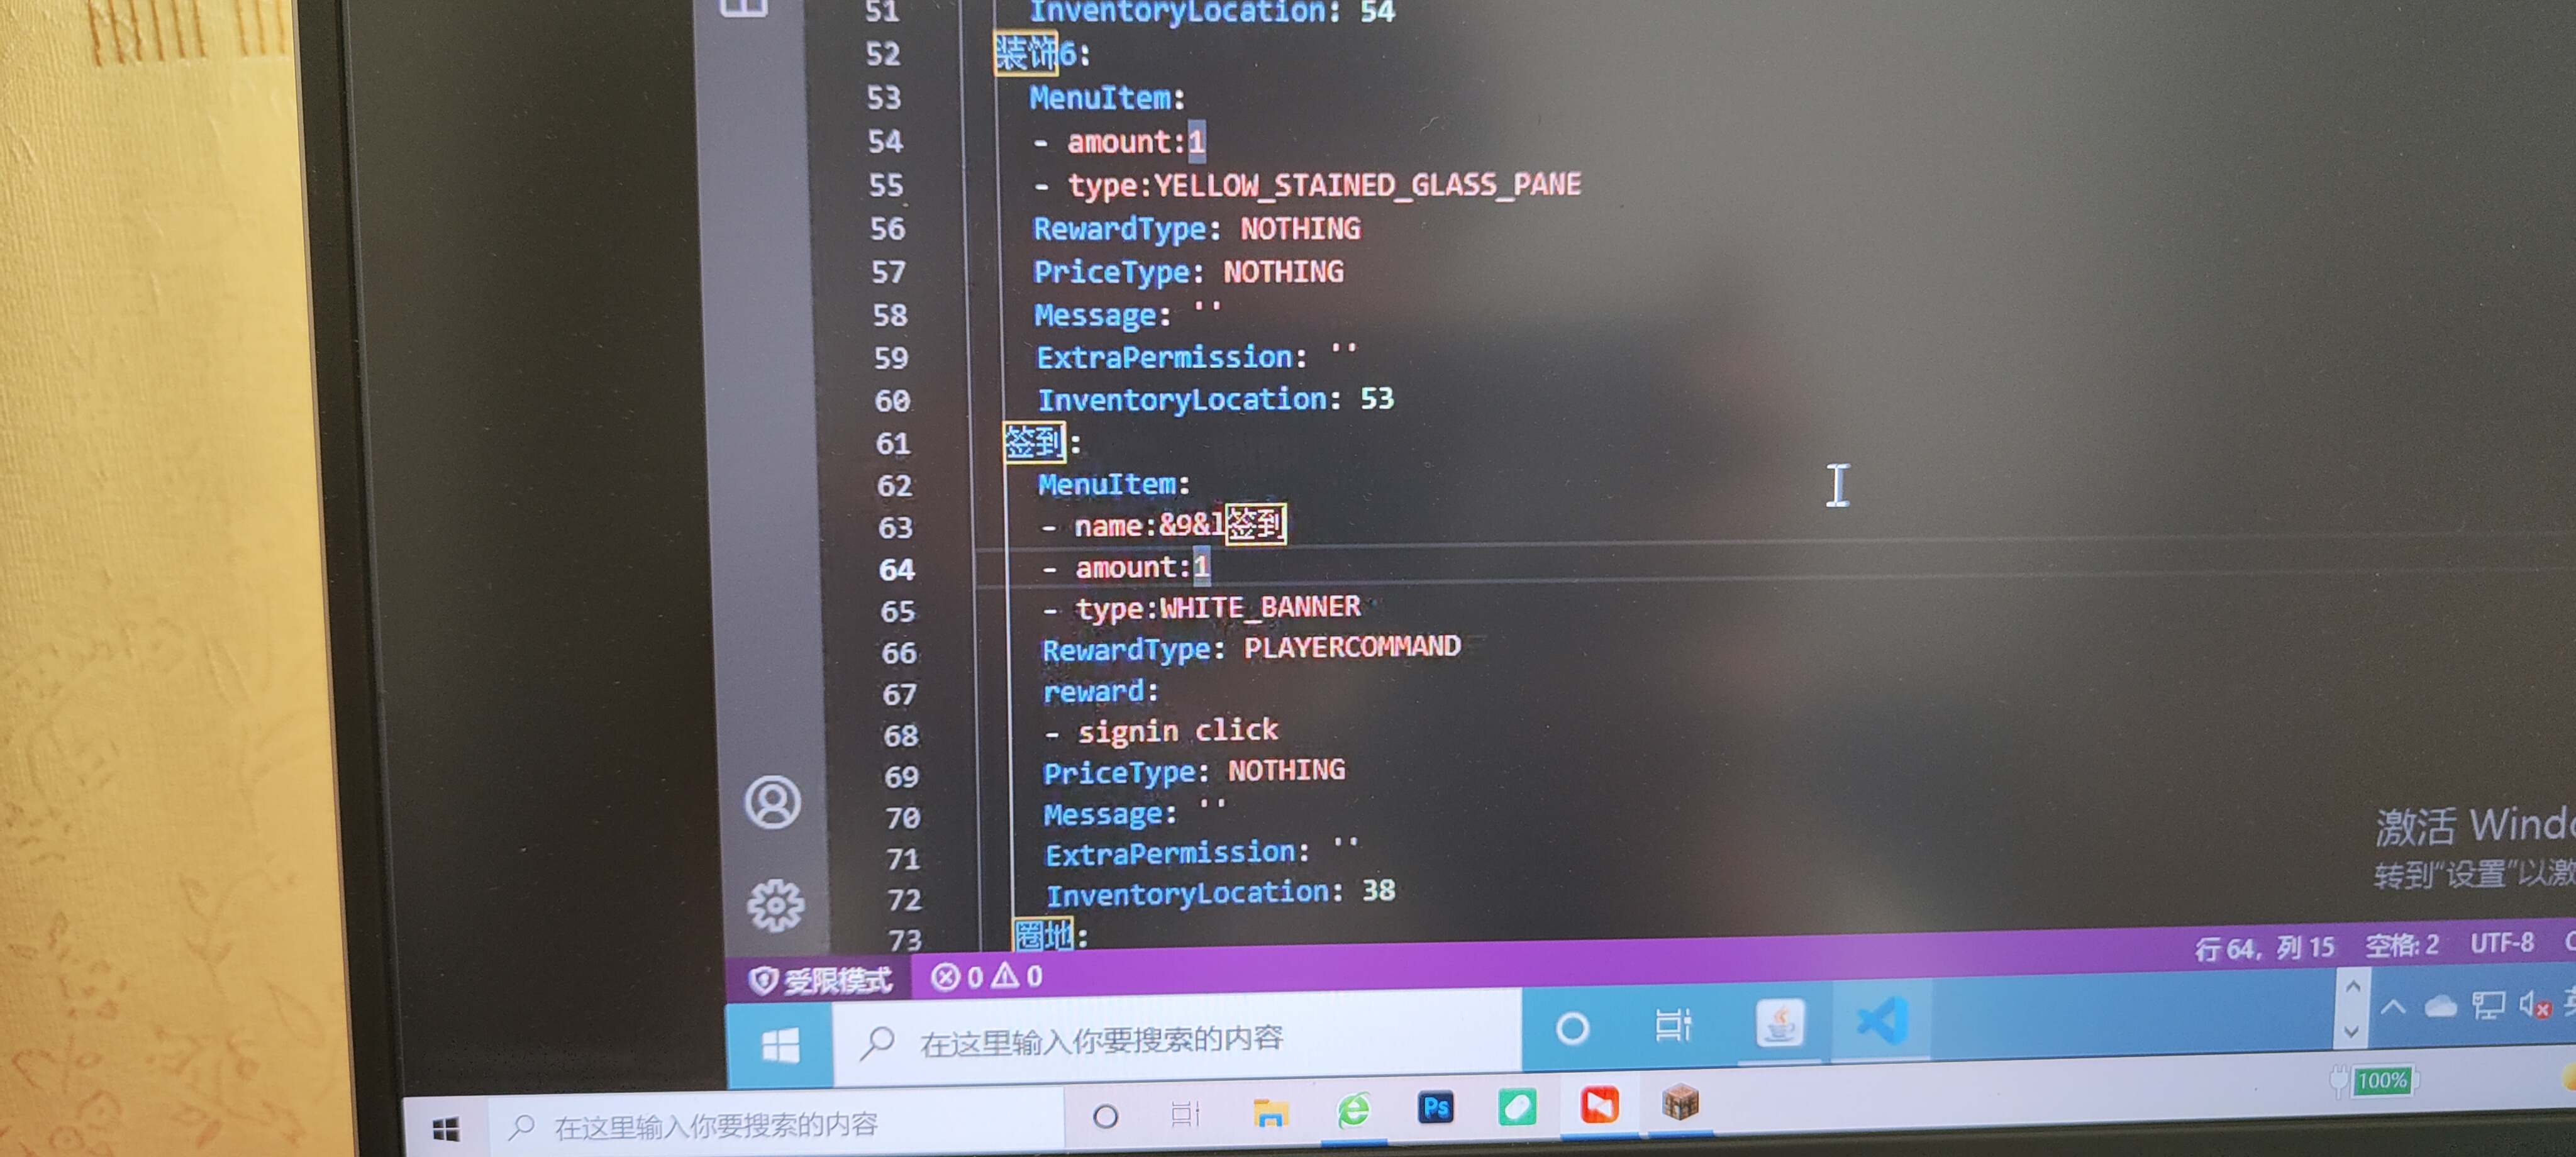 51 InventoryLocation: 54
52 装饰6:
53 MenuItem:
54 - amount:1
55 - type:YELLOW_STAINED_GLASS_PANE
56 RewardType: NOTHING
57 PriceType: NOTHING
58 Message: ''
59 ExtraPermission: ''
60 InventoryLocation: 53
61 签到:
62 MenuItem:
63 - name:&9&l签到
64 - amount:1
65 - type:WHITE_BANNER
66 RewardType: PLAYERCOMMAND
67 reward:
68 - signin click
69 PriceType: NOTHING
70 Message: ''
71 ExtraPermission: ''
72 InventoryLocation: 38
73 圈地:
激活 Windo
转到"设置"以激
受限模式 0 0 行 64, 列 15 空格: 2 UTF-8
在这里输入你要搜索的内容 英
在这里输入你要搜索的内容 Ps 100%